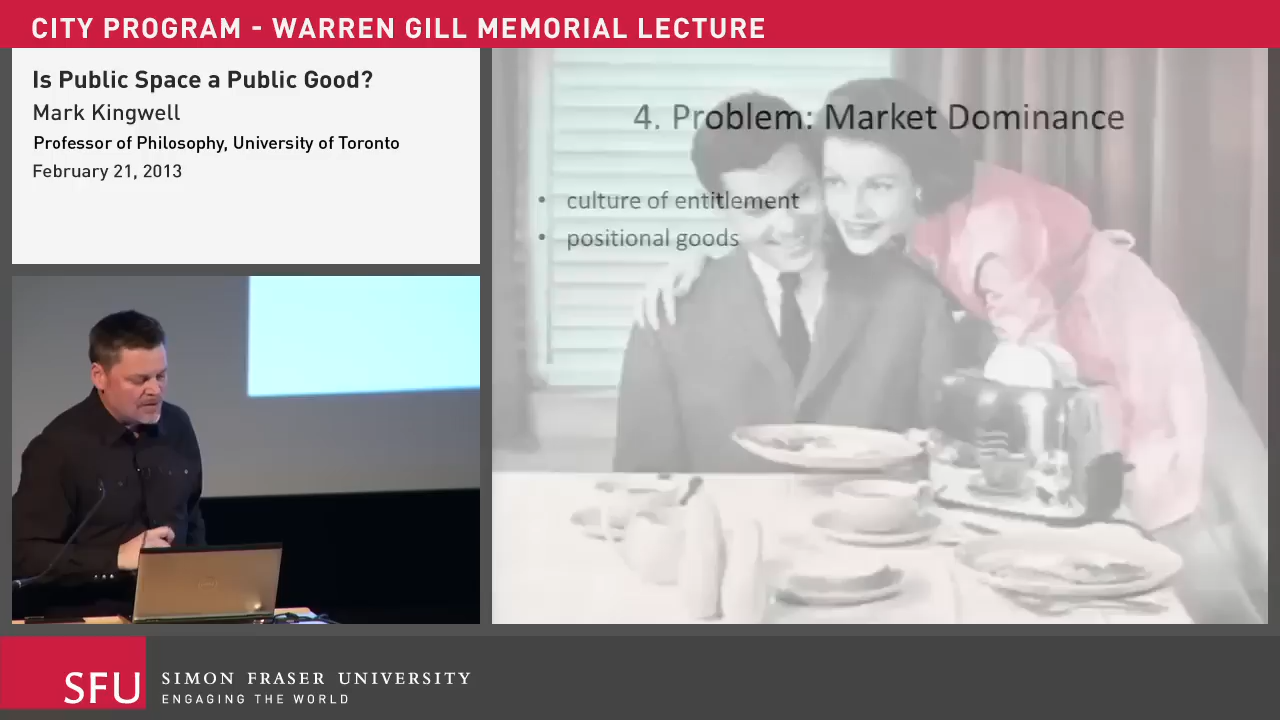 CITY PROGRAM - WARREN GILL MEMORIAL LECTURE
Is Public Space a Public Good?
Mark Kingwell
Professor of Philosophy, University of Toronto
February 21, 2013
4. Problem: Market Dominance
• culture of entitlement
• positional goods
SFU
SIMON FRASER UNIVERSITY
ENGAGING THE WORLD